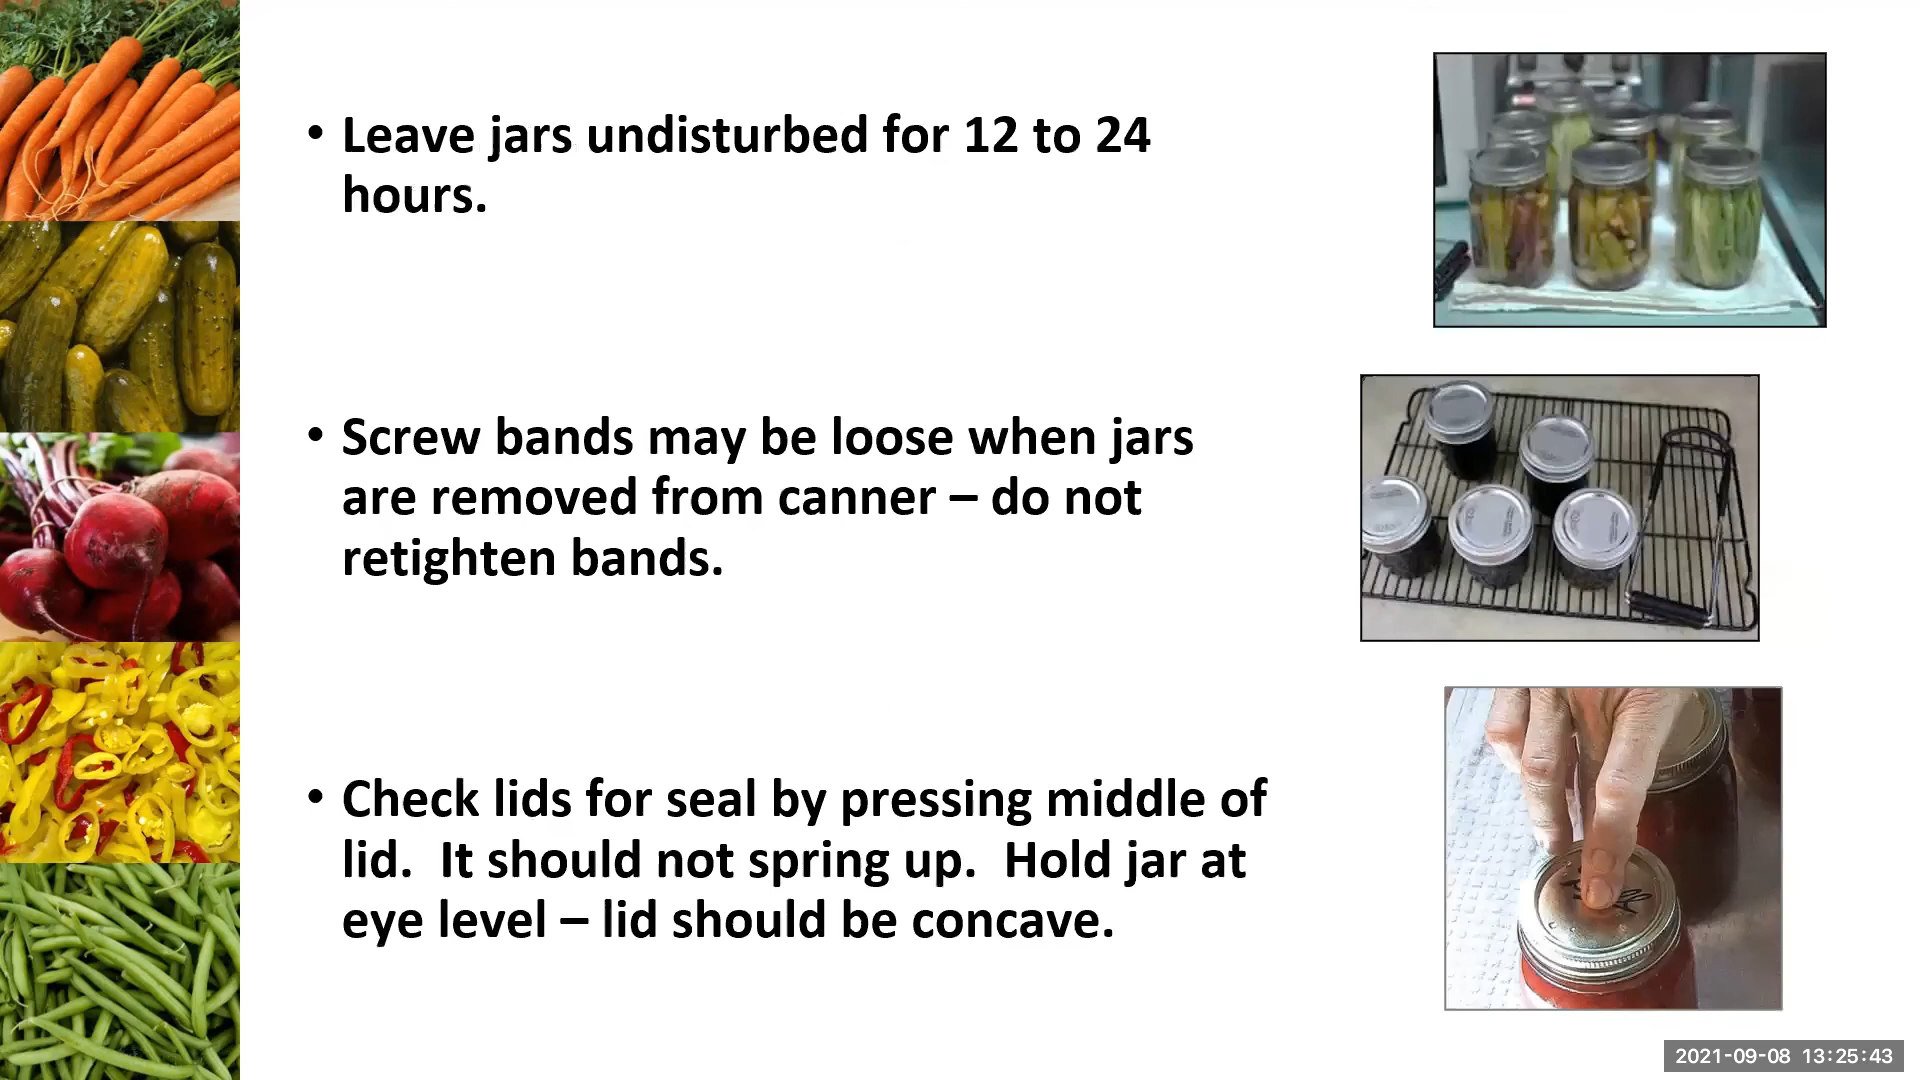 • Leave jars undisturbed for 12 to 24
hours.
• Screw bands may be loose when jars
are removed from canner – do not
retighten bands.
• Check lids for seal by pressing middle of
lid.  It should not spring up.  Hold jar at
eye level – lid should be concave.
2021-09-08 13:25:43